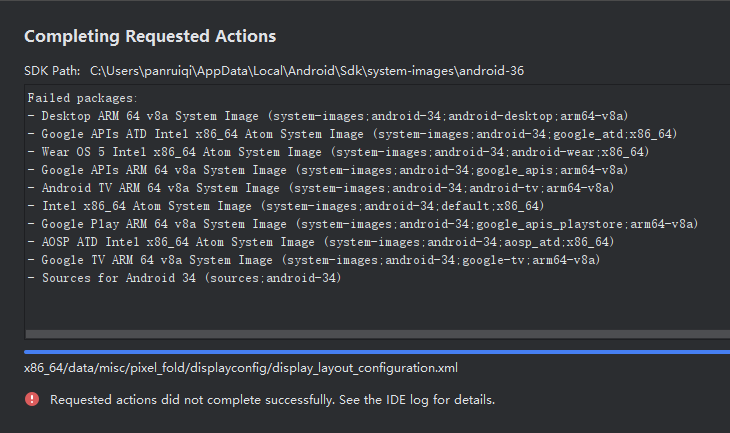 Completing Requested Actions
SDK Path: C:\Users\panruiqi\AppData\Local\Android\Sdk\system-images\android-36
Failed packages:
- Desktop ARM 64 v8a System Image (system-images;android-34;android-desktop;arm64-v8a)
- Google APIs ATD Intel x86_64 Atom System Image (system-images;android-34;google_atd;x86_64)
- Wear OS 5 Intel x86_64 Atom System Image (system-images;android-34;android-wear;x86_64)
- Google APIs ARM 64 v8a System Image (system-images;android-34;google_apis;arm64-v8a)
- Android TV ARM 64 v8a System Image (system-images;android-34;android-tv;arm64-v8a)
- Intel x86_64 Atom System Image (system-images;android-34;default;x86_64)
- Google Play ARM 64 v8a System Image (system-images;android-34;google_apis_playstore;arm64-v8a)
- AOSP ATD Intel x86_64 Atom System Image (system-images;android-34;aosp_atd;x86_64)
- Google TV ARM 64 v8a System Image (system-images;android-34;google-tv;arm64-v8a)
- Sources for Android 34 (sources;android-34)
x86_64/data/misc/pixel_fold/displayconfig/display_layout_configuration.xml
Requested actions did not complete successfully. See the IDE log for details.